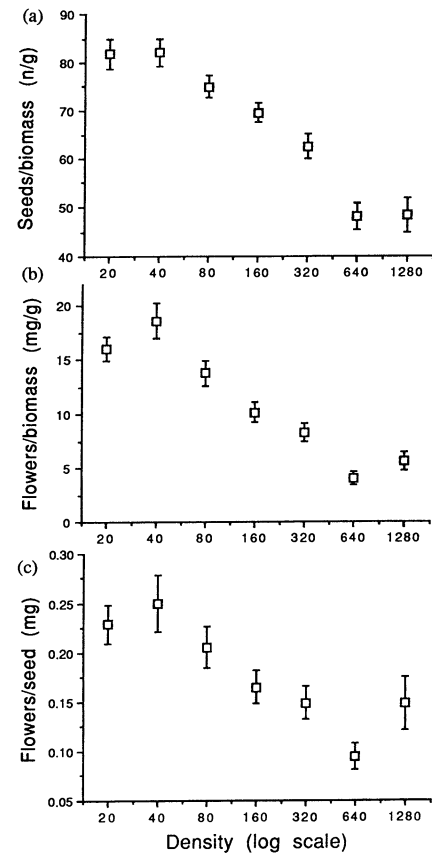 (a)
Seeds/biomass (n/g)
90
80
70
60
50
40
20 40 80 160 320 640 1280
(b)
Flowers/biomass (mg/g)
20
15
10
5
0
20 40 80 160 320 640 1280
(c)
Flowers/seed (mg)
0.30
0.25
0.20
0.15
0.10
0.05
20 40 80 160 320 640 1280
Density (log scale)